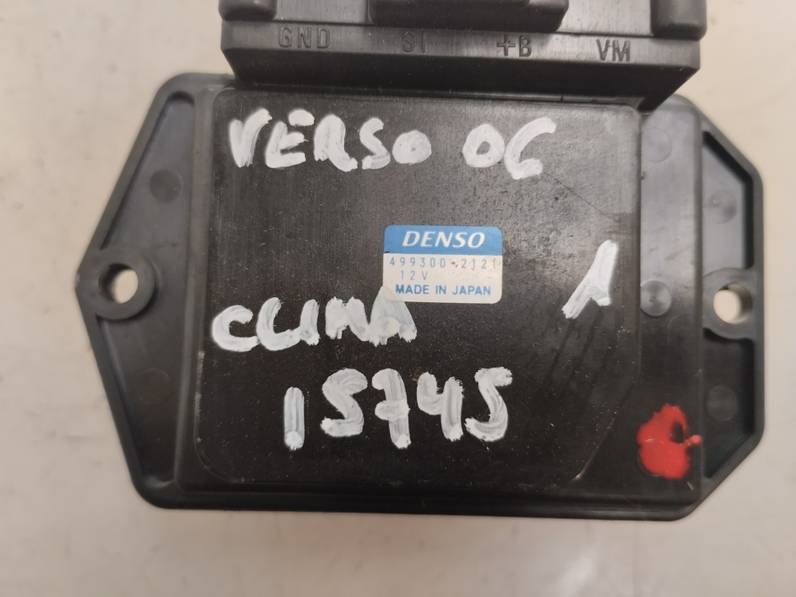 GND SI +B VM
VERSO 06
DENSO
499300-2121
12V
MADE IN JAPAN
1
CLIMA
15745